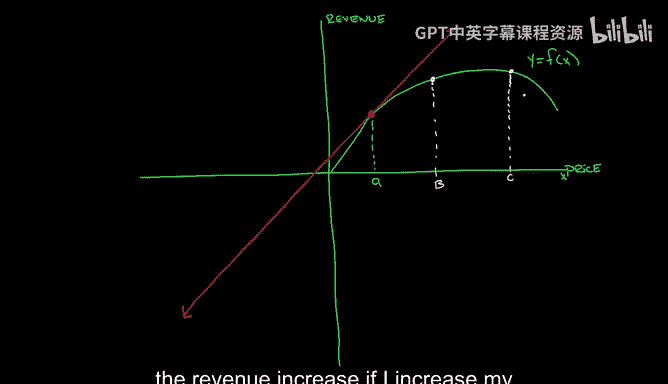 REVENUE
GPT中英字幕课程资源 bilibili
y=f(x)
x PRICE
a
B
C
the revenue increase if I increase my